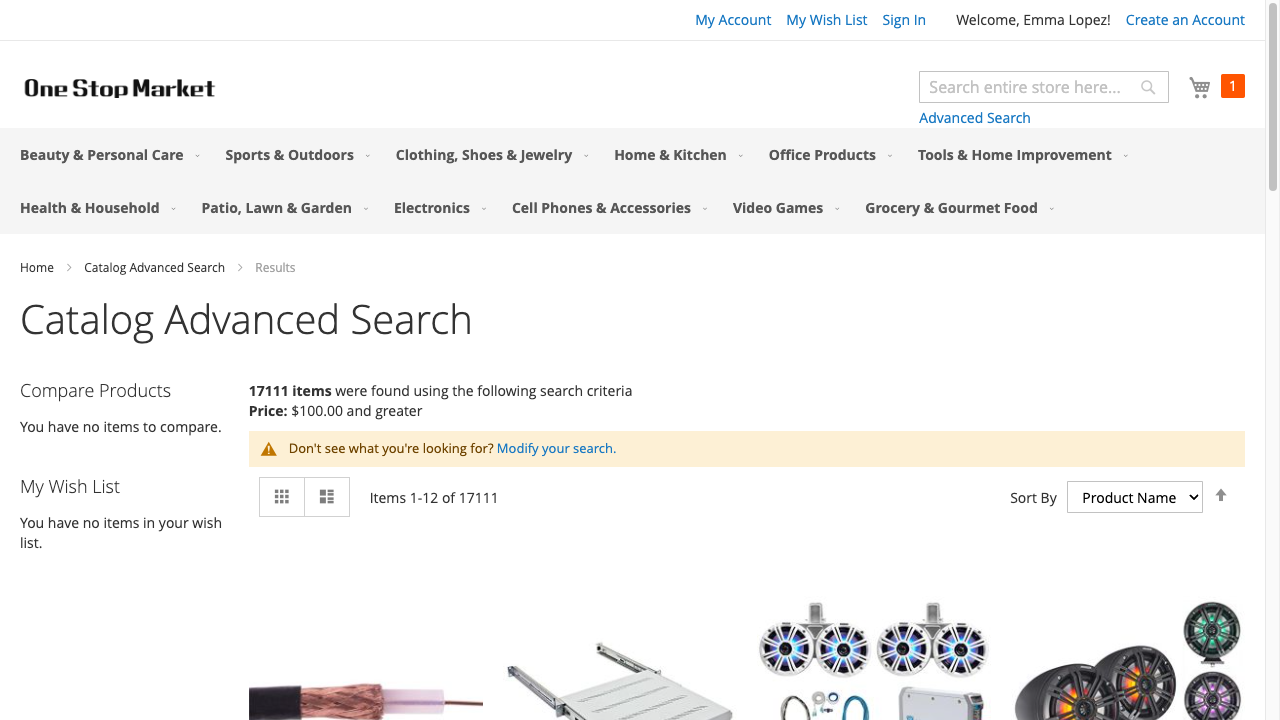 My Account My Wish List Sign In Welcome, Emma Lopez! Create an Account
One Stop Market
Search entire store here... 1
Advanced Search
Beauty & Personal Care Sports & Outdoors Clothing, Shoes & Jewelry Home & Kitchen Office Products Tools & Home Improvement
Health & Household Patio, Lawn & Garden Electronics Cell Phones & Accessories Video Games Grocery & Gourmet Food
Home Catalog Advanced Search Results
Catalog Advanced Search
Compare Products
You have no items to compare.
My Wish List
You have no items in your wish
list.
17111 items were found using the following search criteria
Price: $100.00 and greater
Don't see what you're looking for? Modify your search.
Items 1-12 of 17111 Sort By Product Name